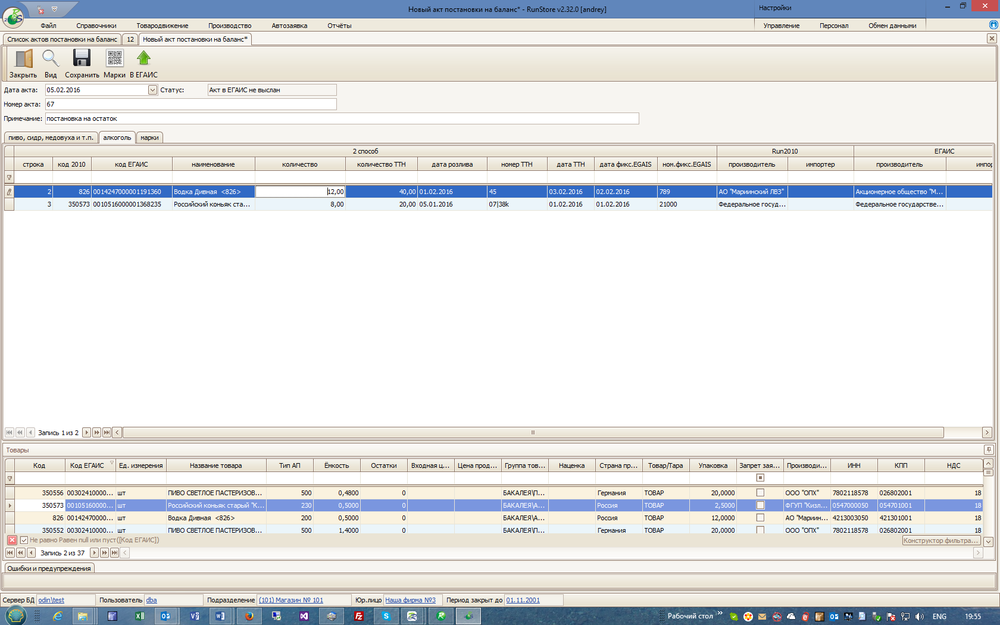 Новый акт постановки на баланс* - RunStore v2.32.0 [andrey]
Настройки
Файл Справочники Товародвижение Производство Автозаявка Отчёты Управление Персонал Обмен данными
Список актов постановки на баланс 12 Новый акт постановки на баланс*
Закрыть Вид Сохранить Марки В ЕГАИС
Дата акта: 05.02.2016 Статус: Акт в ЕГАИС не выслан
Номер акта: 67
Примечание: постановка на остаток
пиво, сидр, медовуха и т.п. алкоголь марки
2 способ Run2010 ЕГАИС
строка код 2010 код ЕГАИС наименование количество количество ТТН дата розлива номер ТТН дата ТТН дата фикс.EGAIS ном.фикс.EGAIS производитель импортер производитель импор
2 826 0014247000001191360 Водка Дивная <826> 12,00 40,00 01.02.2016 45 03.02.2016 02.02.2016 789 АО "Мариинский ЛВЗ" Акционерное общество "М...
3 350573 0010516000001368235 Российский коньяк ста... 8,00 20,00 05.01.2016 07|38k 01.02.2016 01.02.2016 21000 Федеральное госуд... Федеральное государстве...
Запись 1 из 2
Товары
Код Код ЕГАИС Ед. измерения Название товара Тип АП Ёмкость Остатки Входная ц... Цена прод... Группа тов... Наценка Страна пр... Товар/Тара Упаковка Запрет зая... Производи... ИНН КПП НДС
350556 00302410000... шт ПИВО СВЕТЛОЕ ПАСТЕРИЗОВ... 500 0,4800 0 БАКАЛЕЯ\П... Германия ТОВАР 20,0000 ООО "ОПХ" 7802118578 026802001 18
350573 00105160000... шт Российский коньяк старый "К... 230 0,5000 0 БАКАЛЕЯ\А... Россия ТОВАР 2,5000 ФГУП "Кизл... 0547000050 054701001 18
826 00142470000... шт Водка Дивная <826> 200 0,5000 0 БАКАЛЕЯ\А... Россия ТОВАР 12,0000 АО "Мариин... 4213003050 421301001 18
350552 00302410000... шт ПИВО СВЕТЛОЕ ПАСТЕРИЗОВ... 500 1,4000 0 БАКАЛЕЯ\П... Германия ТОВАР 20,0000 ООО "ОПХ" 7802118578 026802001 18
Не равно Равен null или пуст([Код ЕГАИС]) Конструктор фильтра...
Запись 2 из 37
Ошибки и предупреждения
Сервер БД odin\test Пользователь dba Подразделение (101) Магазин № 101 Юр.лицо Наша фирма №3 Период закрыт до 01.11.2001
Рабочий стол ENG 19:55